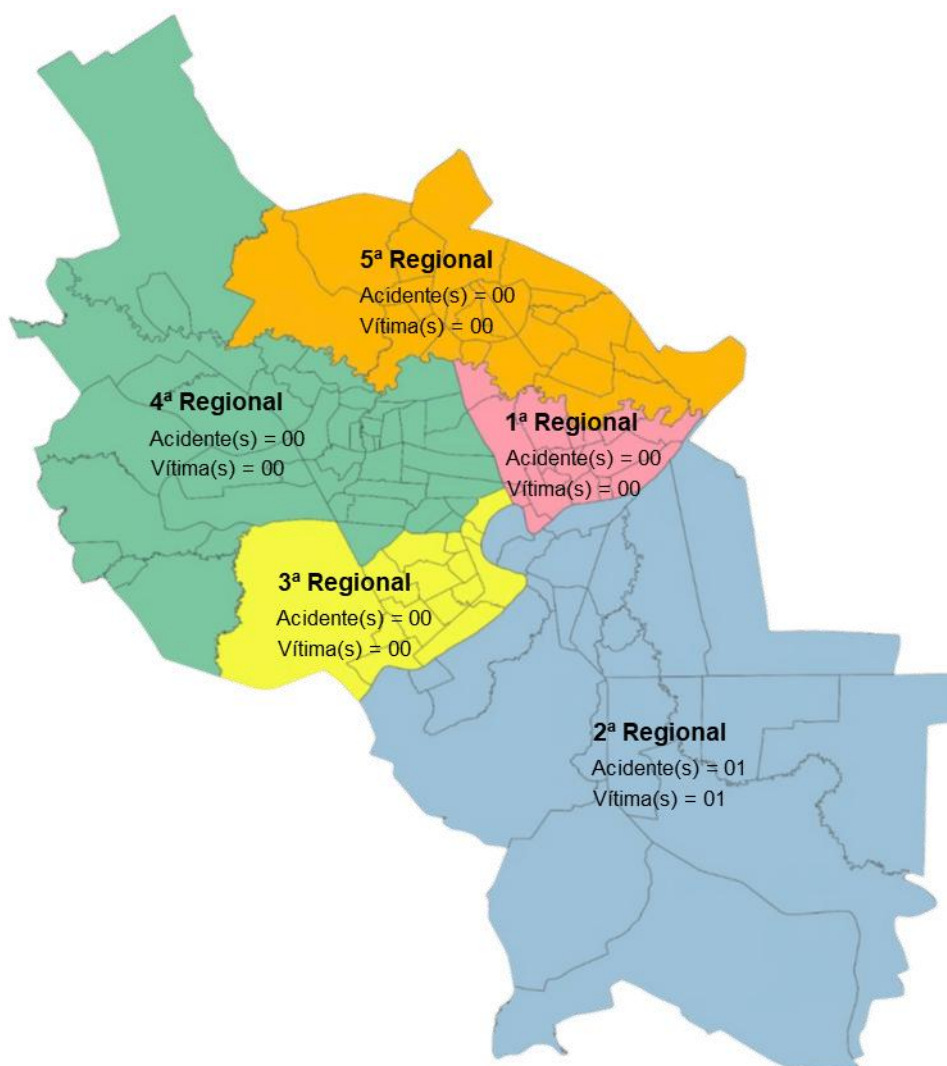 5ª Regional
Acidente(s) = 00
Vítima(s) = 00
4ª Regional
Acidente(s) = 00
Vítima(s) = 00
1ª Regional
Acidente(s) = 00
Vítima(s) = 00
3ª Regional
Acidente(s) = 00
Vítima(s) = 00
2ª Regional
Acidente(s) = 01
Vítima(s) = 01